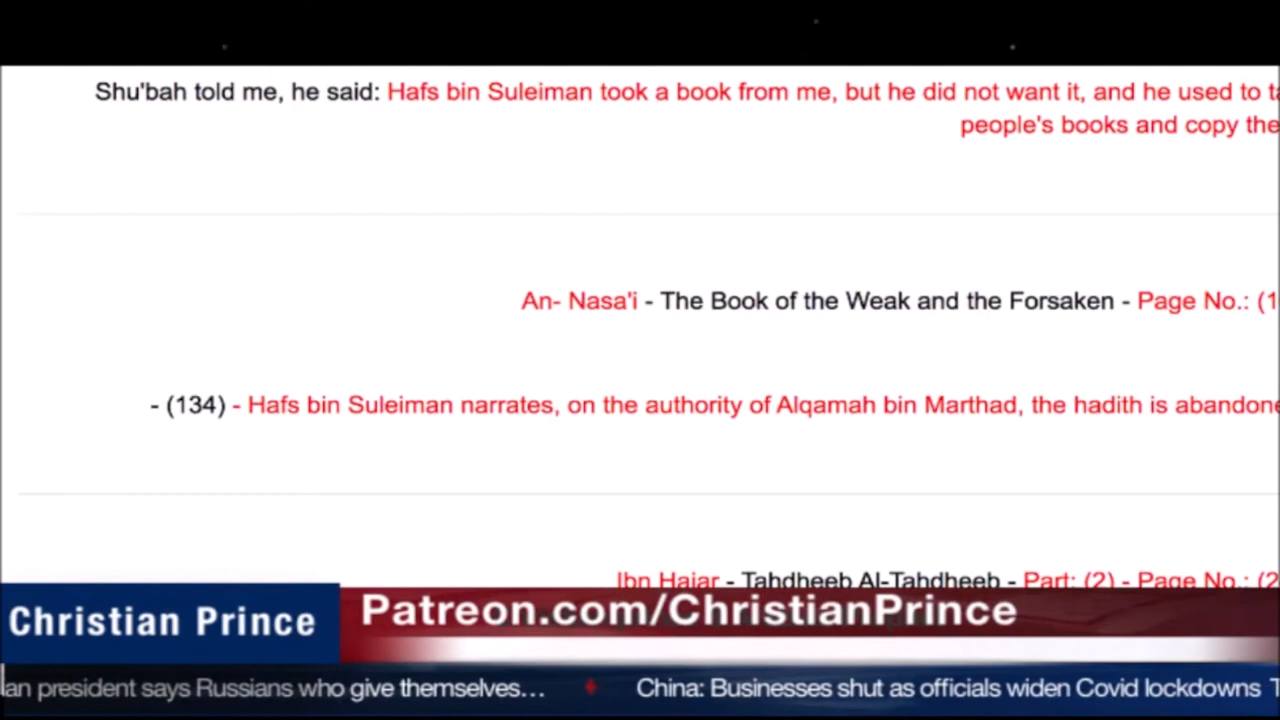 Shu'bah told me, he said: Hafs bin Suleiman took a book from me, but he did not want it, and he used to
people's books and copy
An- Nasa'i - The Book of the Weak and the Forsaken - Page No.: (1
- (134) - Hafs bin Suleiman narrates, on the authority of Alqamah bin Marthad, the hadith is
Ibn Hajar - Tahdheeb Al-Tahdheeb - Part: (2) - Page No.: (2
Christian Prince
Patreon.com/ChristianPrince
an president says Russians who give themselves... China: Businesses shut as officials widen Covid lockdowns